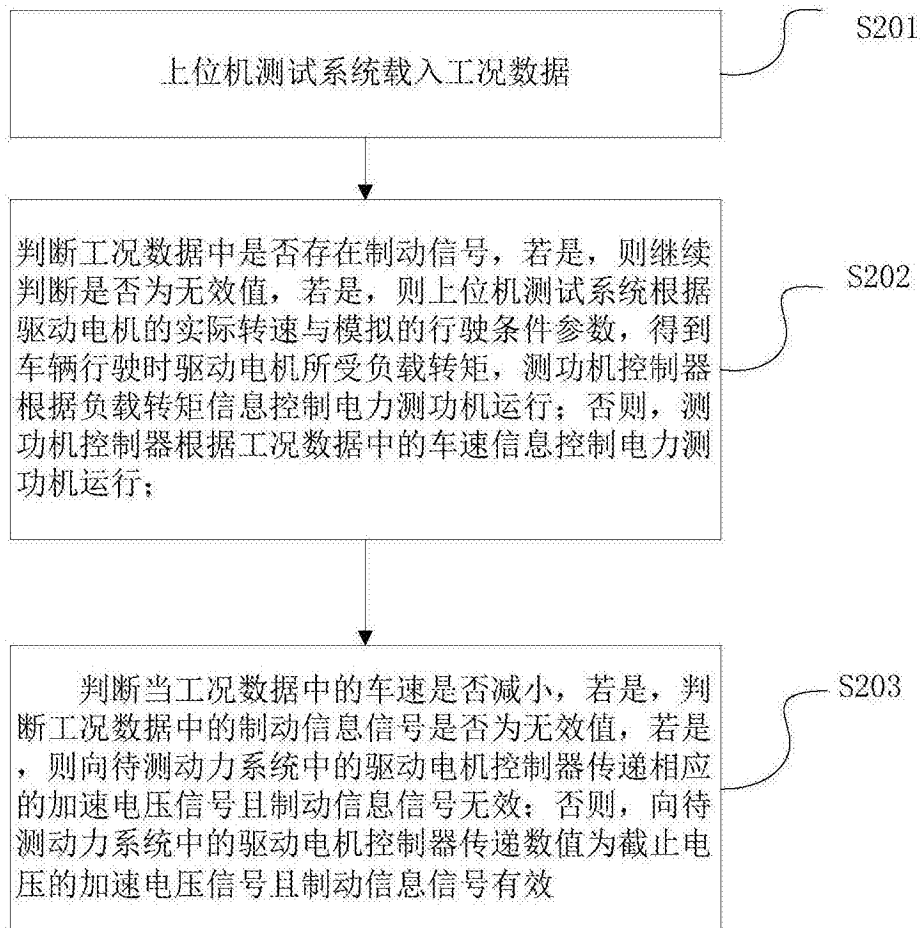 上位机测试系统载入工况数据
S201
判断工况数据中是否存在制动信号，若是，则继续
判断是否为无效值，若是，则上位机测试系统根据
驱动电机的实际转速与模拟的行驶条件参数，得到
车辆行驶时驱动电机所受负载转矩，测功机控制器
根据负载转矩信息控制电力测功机运行；否则，测
功机控制器根据工况数据中的车速信息控制电力测
功机运行；
S202
判断当工况数据中的车速是否减小，若是，判
断工况数据中的制动信息信号是否为无效值，若是
，则向待测动力系统中的驱动电机控制器传递相应
的加速电压信号且制动信息信号无效；否则，向待
测动力系统中的驱动电机控制器传递数值为截止电
压的加速电压信号且制动信息信号有效
S203